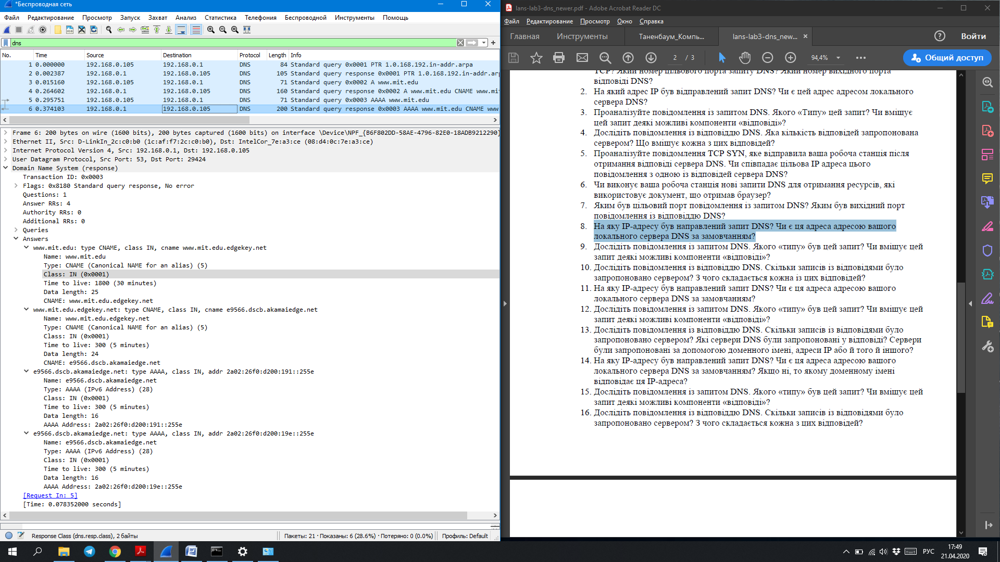 *Беспроводная сеть
Файл Редактирование Просмотр Запуск Захват Анализ Статистика Телефония Беспроводной Инструменты Помощь
dns
No. Time Source Destination Protocol Length Info
1 0.000000 192.168.0.105 192.168.0.1 DNS 84 Standard query 0x0001 PTR 1.0.168.192.in-addr.arpa
2 0.002387 192.168.0.1 192.168.0.105 DNS 105 Standard query response 0x0001 PTR 1.0.168.192.in-addr.arp
3 0.015160 192.168.0.105 192.168.0.1 DNS 71 Standard query 0x0002 A www.mit.edu
4 0.264602 192.168.0.1 192.168.0.105 DNS 160 Standard query response 0x0002 A www.mit.edu CNAME www.mi
5 0.295751 192.168.0.105 192.168.0.1 DNS 71 Standard query 0x0003 AAAA www.mit.edu
6 0.374103 192.168.0.1 192.168.0.105 DNS 200 Standard query response 0x0003 AAAA www.mit.edu CNAME www
Frame 6: 200 bytes on wire (1600 bits), 200 bytes captured (1600 bits) on interface \Device\NPF_{B6F802DD-58AE-4796-82E0-18ADB9212290}
Ethernet II, Src: D-LinkIn_2c:c0:b0 (1c:af:f7:2c:c0:b0), Dst: IntelCor_7e:a3:ce (08:d4:0c:7e:a3:ce)
Internet Protocol Version 4, Src: 192.168.0.1, Dst: 192.168.0.105
User Datagram Protocol, Src Port: 53, Dst Port: 29424
Domain Name System (response)
Transaction ID: 0x0003
Flags: 0x8180 Standard query response, No error
Questions: 1
Answer RRs: 4
Authority RRs: 0
Additional RRs: 0
Queries
Answers
www.mit.edu: type CNAME, class IN, cname www.mit.edu.edgekey.net
Name: www.mit.edu
Type: CNAME (Canonical NAME for an alias) (5)
Class: IN (0x0001)
Time to live: 1800 (30 minutes)
Data length: 25
CNAME: www.mit.edu.edgekey.net
www.mit.edu.edgekey.net: type CNAME, class IN, cname e9566.dscb.akamaiedge.net
Name: www.mit.edu.edgekey.net
Type: CNAME (Canonical NAME for an alias) (5)
Class: IN (0x0001)
Time to live: 300 (5 minutes)
Data length: 24
CNAME: e9566.dscb.akamaiedge.net
e9566.dscb.akamaiedge.net: type AAAA, class IN, addr 2a02:26f0:d200:191::255e
Name: e9566.dscb.akamaiedge.net
Type: AAAA (IPv6 Address) (28)
Class: IN (0x0001)
Time to live: 300 (5 minutes)
Data length: 16
AAAA Address: 2a02:26f0:d200:191::255e
e9566.dscb.akamaiedge.net: type AAAA, class IN, addr 2a02:26f0:d200:19e::255e
Name: e9566.dscb.akamaiedge.net
Type: AAAA (IPv6 Address) (28)
Class: IN (0x0001)
Time to live: 300 (5 minutes)
Data length: 16
AAAA Address: 2a02:26f0:d200:19e::255e
[Request In: 5]
[Time: 0.078352000 seconds]
Response Class (dns.resp.class), 2 байты Пакеты: 21 · Показаны: 6 (28.6%) · Потеряно: 0 (0.0%) Профиль: Default
lans-lab3-dns_newer.pdf - Adobe Acrobat Reader DC
Файл Редактирование Просмотр Окно Справка
Главная Инструменты Таненбаум_Компь... lans-lab3-dns_new... Войти
2 / 3 94,4% Общий доступ
TCP? Який номер цільового порта запиту DNS? Який номер вихідного порта
відповіді DNS?
2. На який адрес IP був відправлений запит DNS? Чи є цей адрес адресом локального
сервера DNS?
3. Проаналізуйте повідомлення із запитом DNS. Якого «Типу» цей запит? Чи вміщує
цей запит деякі можливі компоненти «відповіді»?
4. Дослідіть повідомлення із відповіддю DNS. Яка кількість відповідей запропонована
сервером? Що вміщує кожна з цих відповідей?
5. Проаналізуйте повідомлення TCP SYN, яке відправила ваша робоча станція після
отримання відповіді сервера DNS. Чи співпадає цільова IP адреса цього
повідомлення з одною із відповідей сервера DNS?
6. Чи виконує ваша робоча станція нові запити DNS для отримання ресурсів, які
використовує документ, що отримав браузер?
7. Яким був цільовий порт повідомлення із запитом DNS? Яким був вихідний порт
повідомлення із відповіддю DNS?
8. На яку IP-адресу був направлений запит DNS? Чи є ця адреса адресою вашого
локального сервера DNS за замовчанням?
9. Дослідіть повідомлення із запитом DNS. Якого «типу» був цей запит? Чи вміщує цей
запит деякі можливі компоненти «відповіді»?
10. Дослідіть повідомлення із відповіддю DNS. Скільки записів із відповідями було
запропоновано сервером? З чого складається кожна із цих відповідей?
11. На яку IP-адресу був направлений запит DNS? Чи є ця адреса адресою вашого
локального сервера DNS за замовчанням?
12. Дослідіть повідомлення із запитом DNS. Якого «типу» був цей запит? Чи вміщує цей
запит деякі можливі компоненти «відповіді»?
13. Дослідіть повідомлення із відповіддю DNS. Скільки записів із відповідями було
запропоновано сервером? Які сервери DNS були запропоновані у відповіді? Сервери
були запропоновані за допомогою доменного імені, адреси IP або й того й іншого?
14. На яку IP-адресу був направлений запит DNS? Чи є ця адреса адресою вашого
локального сервера DNS за замовчанням? Якщо ні, то якому доменному імені
відповідає ця IP-адреса?
15. Дослідіть повідомлення із запитом DNS. Якого «типу» був цей запит? Чи вміщує цей
запит деякі можливі компоненти «відповіді»?
16. Дослідіть повідомлення із відповіддю DNS. Скільки записів із відповідями було
запропоновано сервером? З чого складається кожна з цих відповідей?
РУС
17:49
21.04.2020